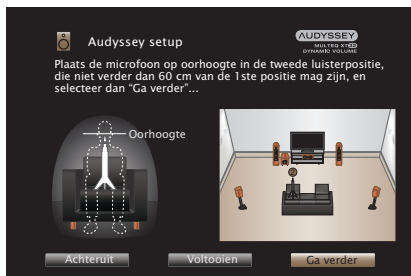 Audyssey setup
AUDYSSEY
MULTEQ XT32
DYNAMIC VOLUME
Plaats de microfoon op oorhoogte in de tweede luisterpositie,
die niet verder dan 60 cm van de 1ste positie mag zijn, en
selecteer dan “Ga verder”...
Oorhoogte
2
Achteruit
Voltooien
Ga verder